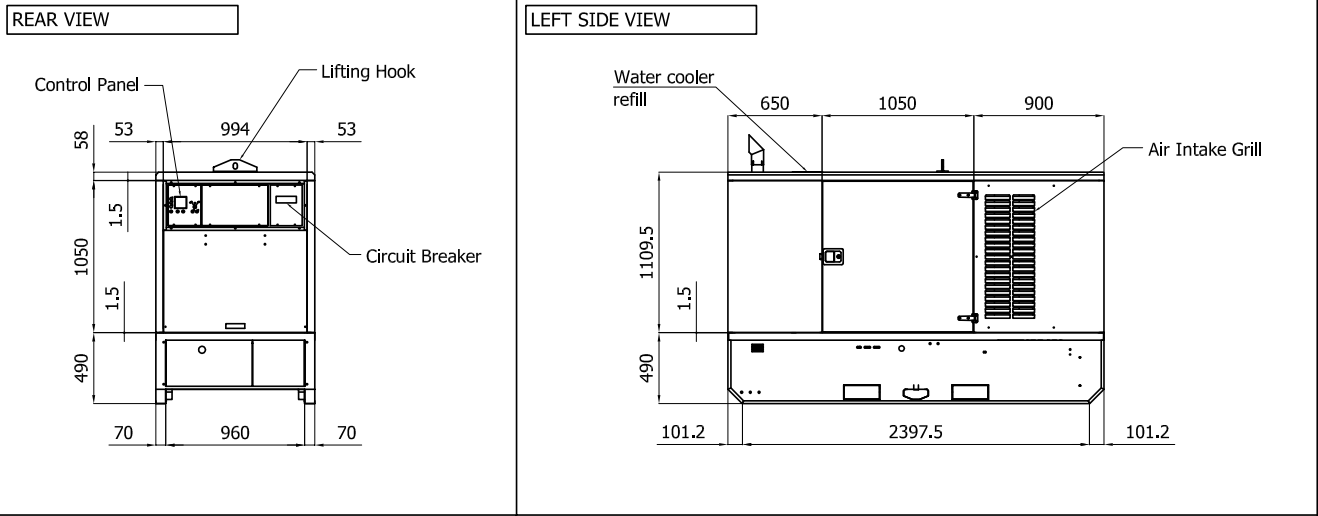 REAR VIEW
Control Panel
Lifting Hook
58
53
994
53
1.5
1050
1.5
Circuit Breaker
490
70
960
70
LEFT SIDE VIEW
Water cooler
refill
650
1050
900
Air Intake Grill
1109.5
1.5
490
101.2
2397.5
101.2